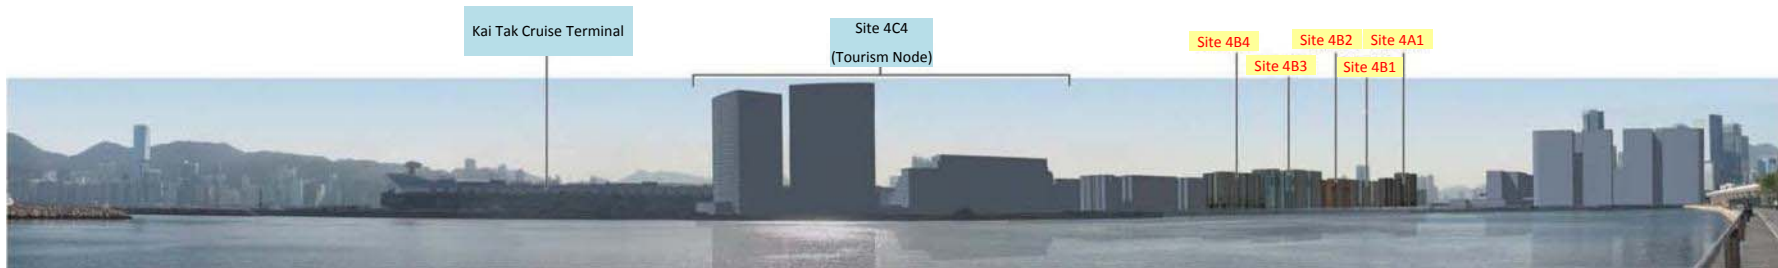 Kai Tak Cruise Terminal
Site 4C4
(Tourism Node)
Site 4B4
Site 4B3
Site 4B2
Site 4B1
Site 4A1